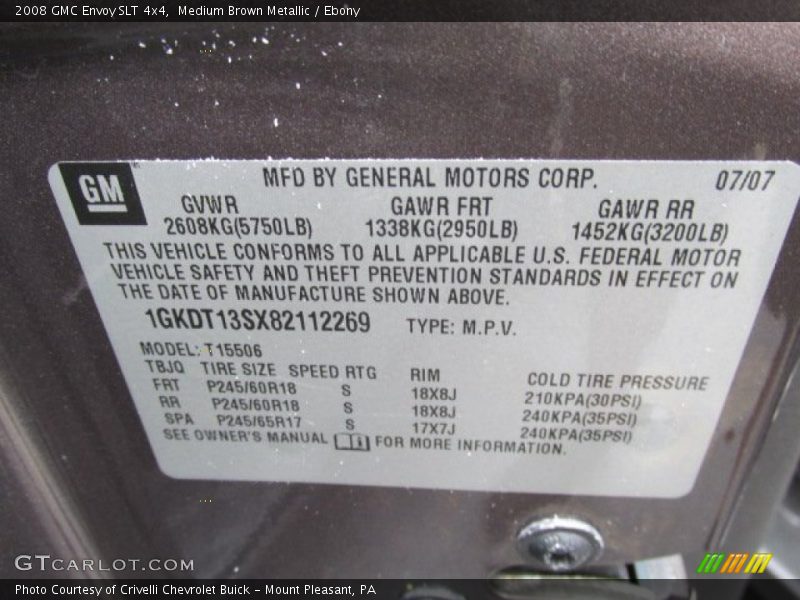 2008 GMC Envoy SLT 4x4, Medium Brown Metallic / Ebony
GM
MFD BY GENERAL MOTORS CORP. 07/07
GVWR GAWR FRT GAWR RR
2608KG(5750LB) 1338KG(2950LB) 1452KG(3200LB)
THIS VEHICLE CONFORMS TO ALL APPLICABLE U.S. FEDERAL MOTOR
VEHICLE SAFETY AND THEFT PREVENTION STANDARDS IN EFFECT ON
THE DATE OF MANUFACTURE SHOWN ABOVE.
1GKDT13SX82112269 TYPE: M.P.V.
MODEL: T15506
TBJQ TIRE SIZE SPEED RTG RIM COLD TIRE PRESSURE
FRT P245/60R18 S 18X8J 210KPA(30PSI)
RR P245/60R18 S 18X8J 240KPA(35PSI)
SPA P245/65R17 S 17X7J 240KPA(35PSI)
SEE OWNER'S MANUAL FOR MORE INFORMATION.
GTCARLOT.COM
Photo Courtesy of Crivelli Chevrolet Buick - Mount Pleasant, PA